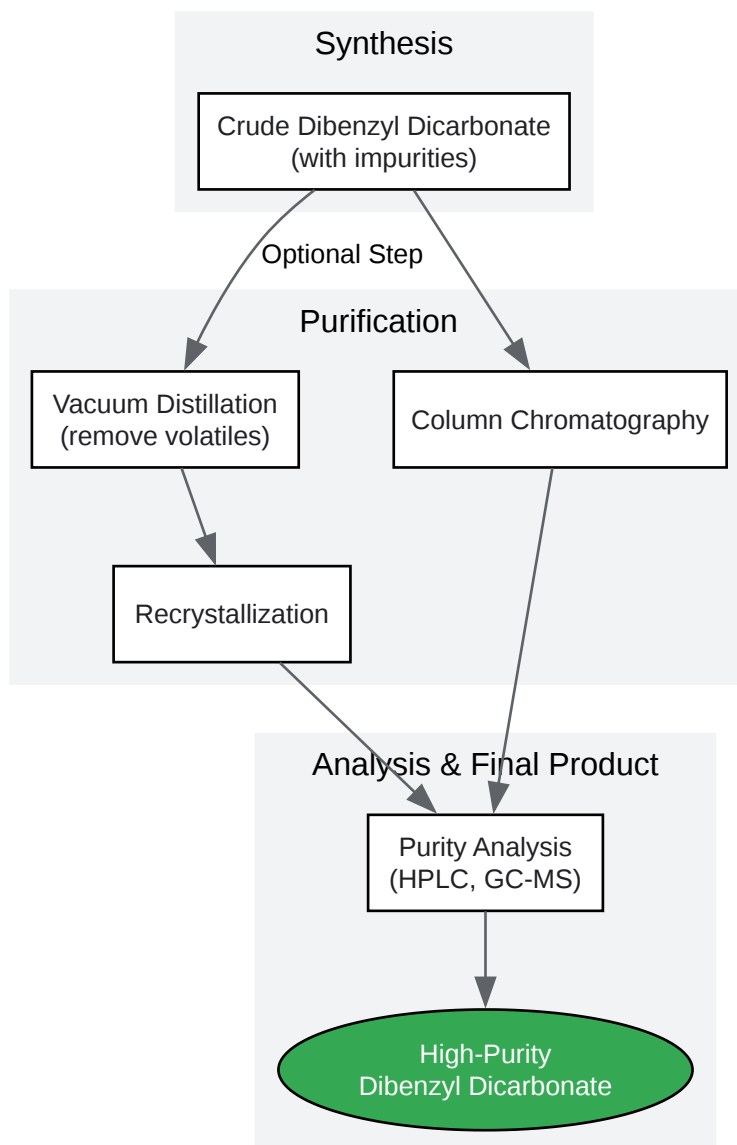 Synthesis
Crude Dibenzyl Dicarbonate
(with impurities)
Optional Step
Purification
Vacuum Distillation
(remove volatiles)
Column Chromatography
Recrystallization
Analysis & Final Product
Purity Analysis
(HPLC, GC-MS)
High-Purity
Dibenzyl Dicarbonate